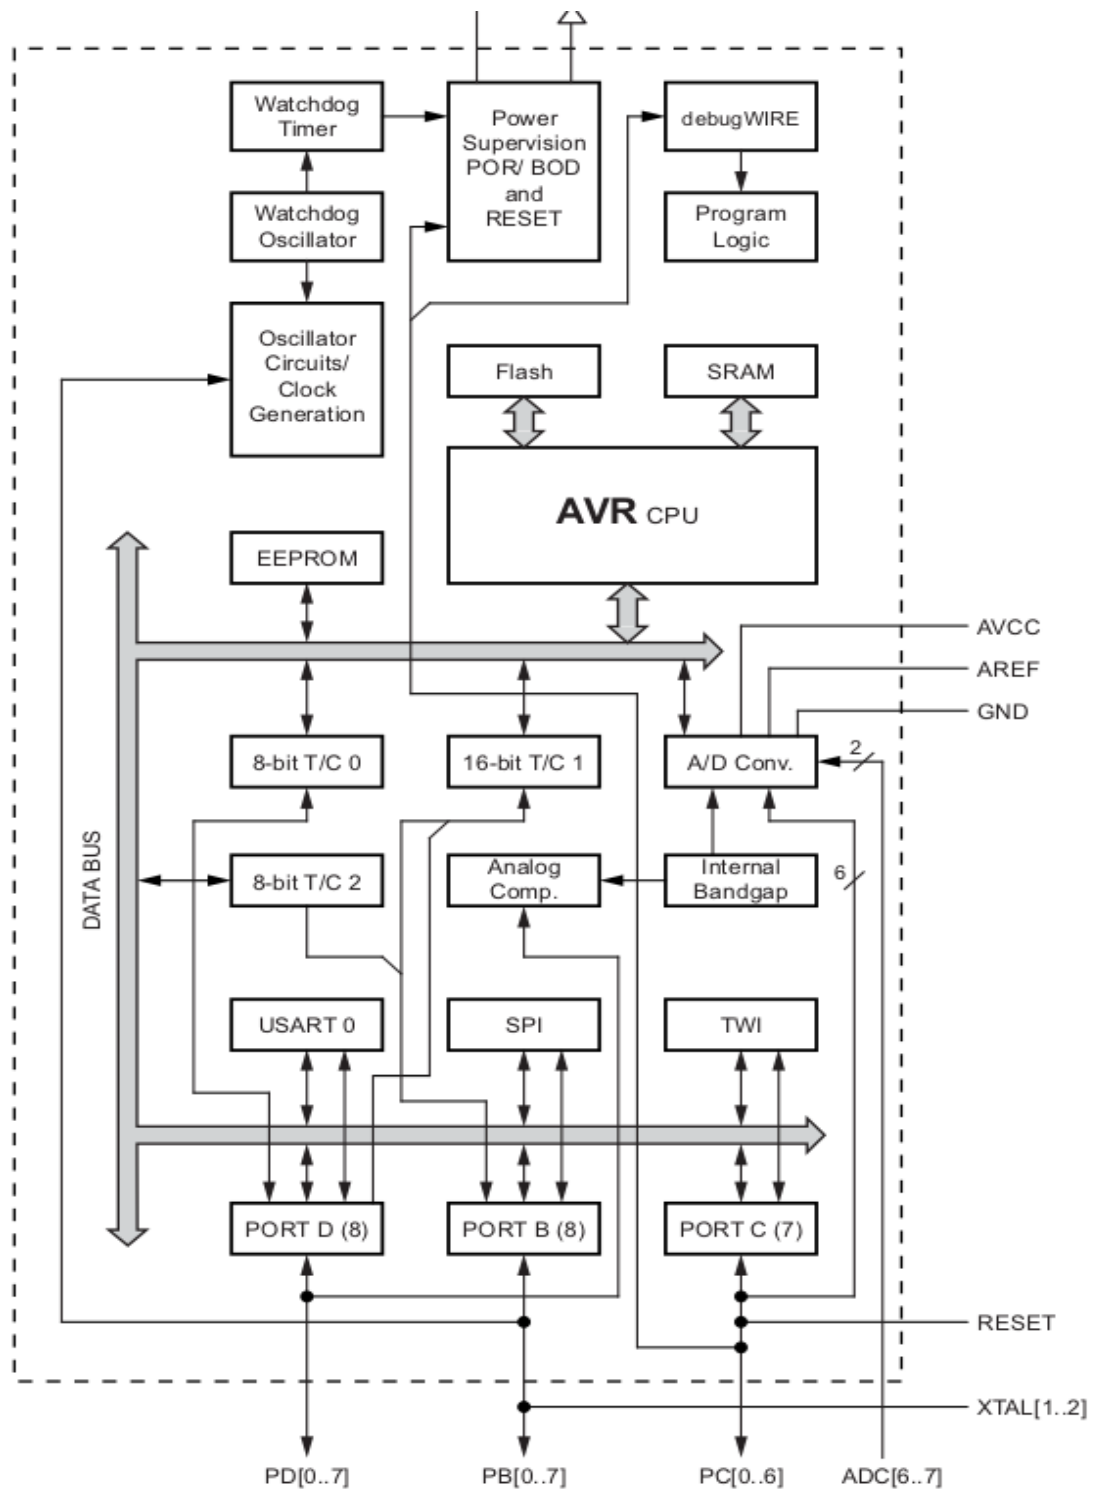 Watchdog
Timer
Power
Supervision
POR/ BOD
and
RESET
debugWIRE
Watchdog
Oscillator
Program
Logic
Oscillator
Circuits/
Clock
Generation
Flash
SRAM
AVR CPU
EEPROM
AVCC
AREF
GND
8-bit T/C 0
16-bit T/C 1
A/D Conv.
2
DATA BUS
8-bit T/C 2
Analog
Comp.
Internal
Bandgap
6
USART 0
SPI
TWI
PORT D (8)
PORT B (8)
PORT C (7)
RESET
XTAL[1..2]
PD[0..7]
PB[0..7]
PC[0..6]
ADC[6..7]